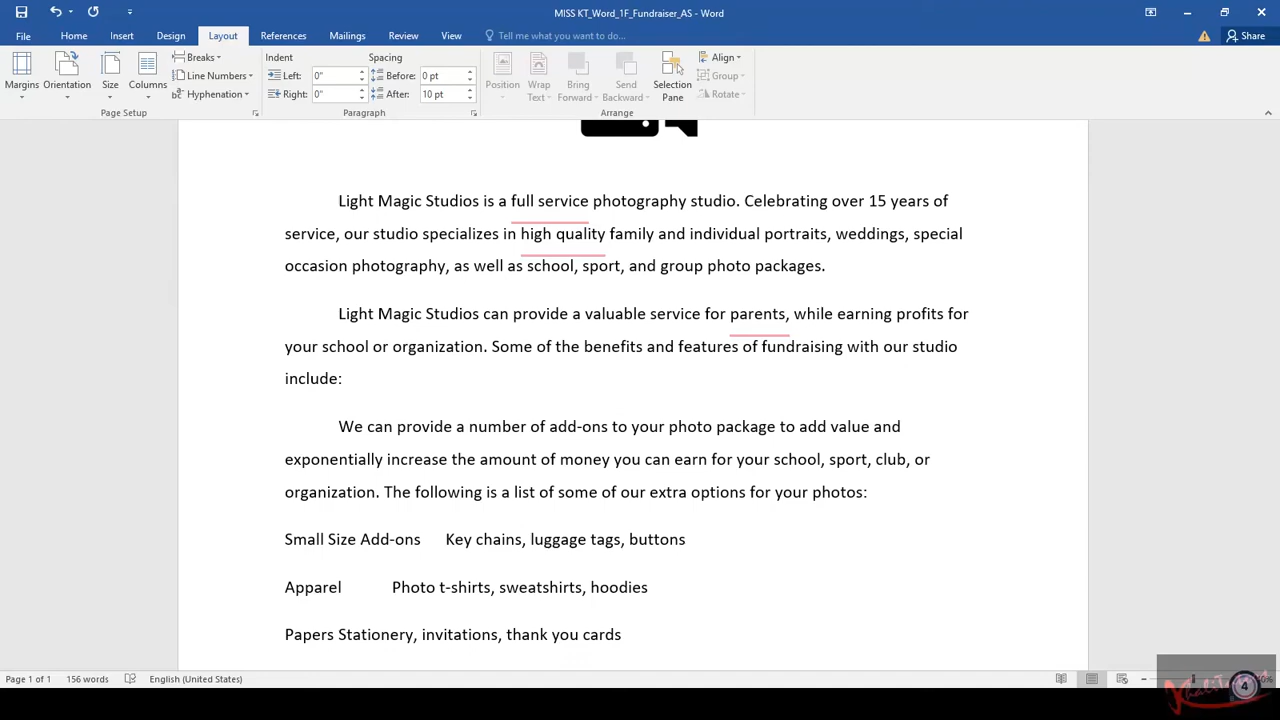 MISS KT_Word_1F_Fundraiser_AS - Word
File Home Insert Design Layout References Mailings Review View Tell me what you want to do... Share
Margins Orientation Size Columns Breaks Line Numbers Hyphenation
Page Setup
Indent Spacing
Left: 0" Before: 0 pt
Right: 0" After: 10 pt
Paragraph
Position Wrap Text Bring Forward Send Backward Selection Pane Align Group Rotate
Arrange
Light Magic Studios is a full service photography studio. Celebrating over 15 years of
service, our studio specializes in high quality family and individual portraits, weddings, special
occasion photography, as well as school, sport, and group photo packages.
Light Magic Studios can provide a valuable service for parents, while earning profits for
your school or organization. Some of the benefits and features of fundraising with our studio
include:
We can provide a number of add-ons to your photo package to add value and
exponentially increase the amount of money you can earn for your school, sport, club, or
organization. The following is a list of some of our extra options for your photos:
Small Size Add-ons Key chains, luggage tags, buttons
Apparel Photo t-shirts, sweatshirts, hoodies
Papers Stationery, invitations, thank you cards
Page 1 of 1 156 words English (United States)
4